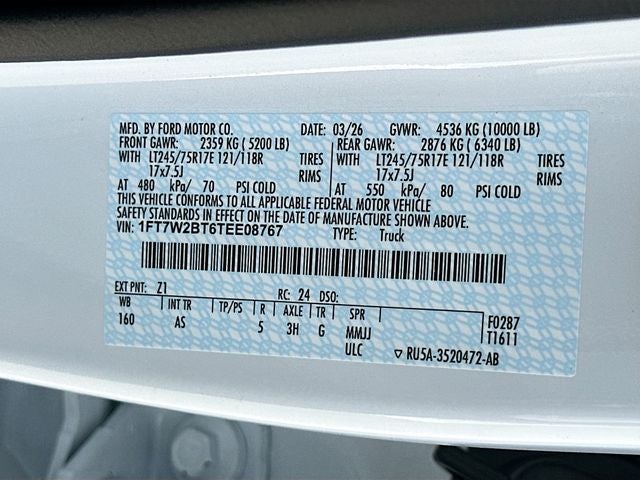 MFD. BY FORD MOTOR CO. DATE: 03/26 GVWR: 4536 KG (10000 LB)
FRONT GAWR: 2359 KG ( 5200 LB) REAR GAWR: 2876 KG ( 6340 LB)
WITH LT245/75R17E 121/118R TIRES WITH LT245/75R17E 121/118R TIRES
17x7.5J RIMS 17x7.5J RIMS
AT 480 kPa/ 70 PSI COLD AT 550 kPa/ 80 PSI COLD
THIS VEHICLE CONFORMS TO ALL APPLICABLE FEDERAL MOTOR VEHICLE
SAFETY STANDARDS IN EFFECT ON THE DATE OF MANUFACTURE SHOWN ABOVE.
VIN: 1FT7W2BT6TEE08767 TYPE: Truck
EXT PNT: Z1 RC: 24 DSO:
WB INT TR TP/PS R AXLE TR SPR F0287
160 AS 5 3H G MMJJ T1611
ULC RU5A-3520472-AB